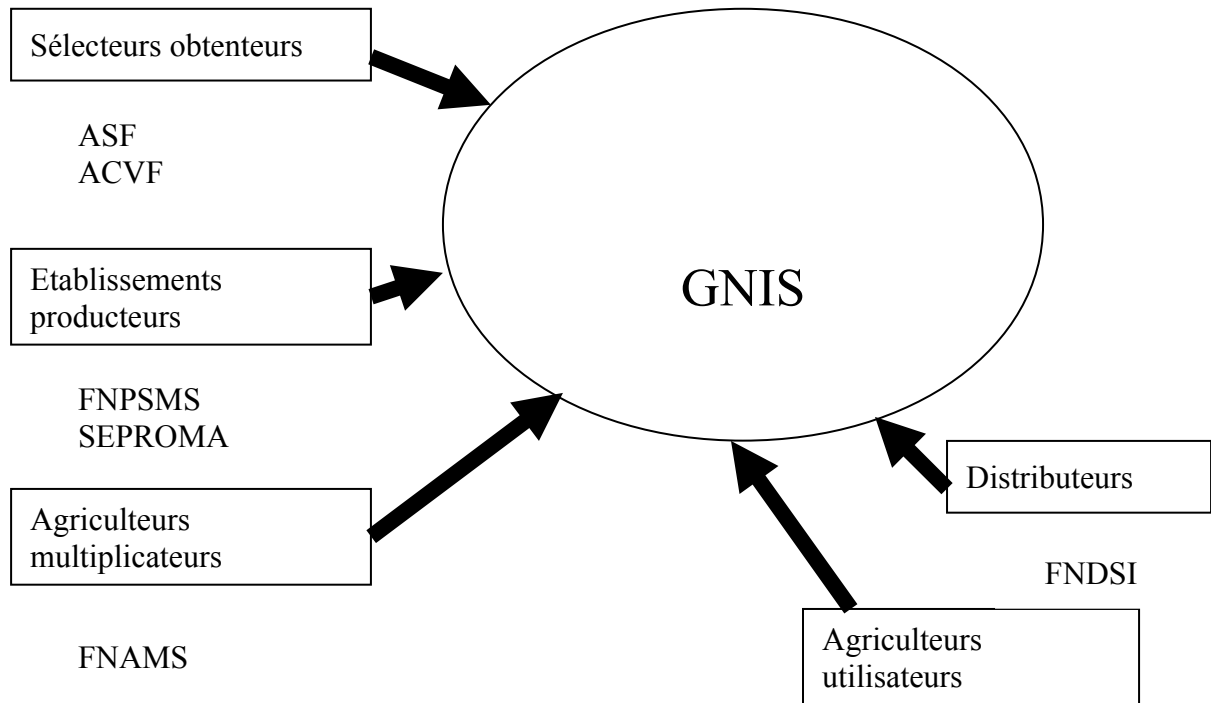 Sélecteurs obtenteurs
ASF
ACVF
Etablissements
producteurs
GNIS
FNPSMS
SEPROMA
Distributeurs
Agriculteurs
multiplicateurs
FNDSI
FNAMS
Agriculteurs
utilisateurs